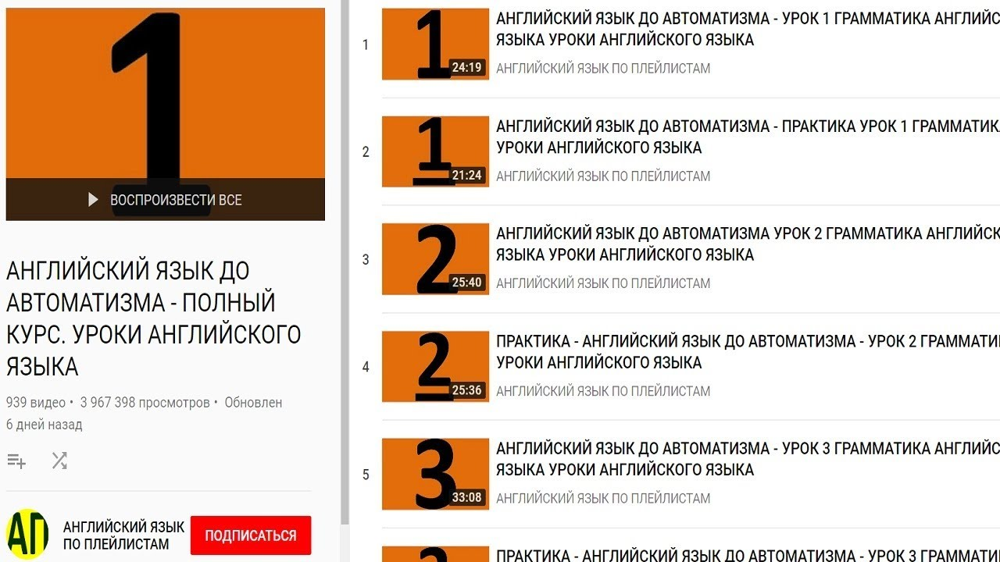 1
ВОСПРОИЗВЕСТИ ВСЕ
АНГЛИЙСКИЙ ЯЗЫК ДО
АВТОМАТИЗМА - ПОЛНЫЙ
КУРС. УРОКИ АНГЛИЙСКОГО
ЯЗЫКА
939 видео • 3 967 398 просмотров • Обновлен
6 дней назад
АП
АНГЛИЙСКИЙ ЯЗЫК
ПО ПЛЕЙЛИСТАМ
ПОДПИСАТЬСЯ
1
1
24:19
АНГЛИЙСКИЙ ЯЗЫК ДО АВТОМАТИЗМА - УРОК 1 ГРАММАТИКА АНГЛИЙС
ЯЗЫКА УРОКИ АНГЛИЙСКОГО ЯЗЫКА
АНГЛИЙСКИЙ ЯЗЫК ПО ПЛЕЙЛИСТАМ
2
1
21:24
АНГЛИЙСКИЙ ЯЗЫК ДО АВТОМАТИЗМА - ПРАКТИКА УРОК 1 ГРАММАТИКА
УРОКИ АНГЛИЙСКОГО ЯЗЫКА
АНГЛИЙСКИЙ ЯЗЫК ПО ПЛЕЙЛИСТАМ
3
2
25:40
АНГЛИЙСКИЙ ЯЗЫК ДО АВТОМАТИЗМА УРОК 2 ГРАММАТИКА АНГЛИЙСК
ЯЗЫКА УРОКИ АНГЛИЙСКОГО ЯЗЫКА
АНГЛИЙСКИЙ ЯЗЫК ПО ПЛЕЙЛИСТАМ
4
2
25:36
ПРАКТИКА - АНГЛИЙСКИЙ ЯЗЫК ДО АВТОМАТИЗМА - УРОК 2 ГРАММАТИ
УРОКИ АНГЛИЙСКОГО ЯЗЫКА
АНГЛИЙСКИЙ ЯЗЫК ПО ПЛЕЙЛИСТАМ
5
3
33:08
АНГЛИЙСКИЙ ЯЗЫК ДО АВТОМАТИЗМА - УРОК 3 ГРАММАТИКА АНГЛИЙС
ЯЗЫКА УРОКИ АНГЛИЙСКОГО ЯЗЫКА
АНГЛИЙСКИЙ ЯЗЫК ПО ПЛЕЙЛИСТАМ
ПРАКТИКА - АНГЛИЙСКИЙ ЯЗЫК ДО АВТОМАТИЗМА - УРОК 3 ГРАММАТИ